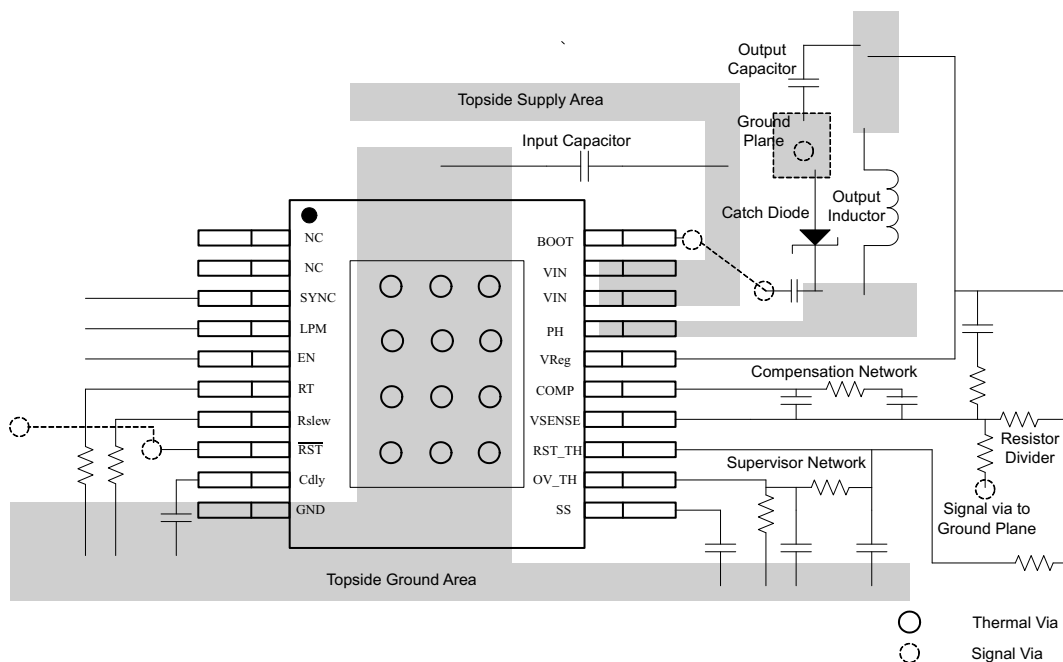 `
Output
Capacitor
Topside Supply Area
Ground
Plane
Input Capacitor
Catch Diode
Output
Inductor
NC
NC
SYNC
LPM
EN
RT
Rslew
RST
Cdly
GND
BOOT
VIN
VIN
PH
VReg
COMP
VSENSE
RST_TH
OV_TH
SS
Compensation Network
Resistor
Divider
Supervisor Network
Signal via to
Ground Plane
Topside Ground Area
Thermal Via
Signal Via